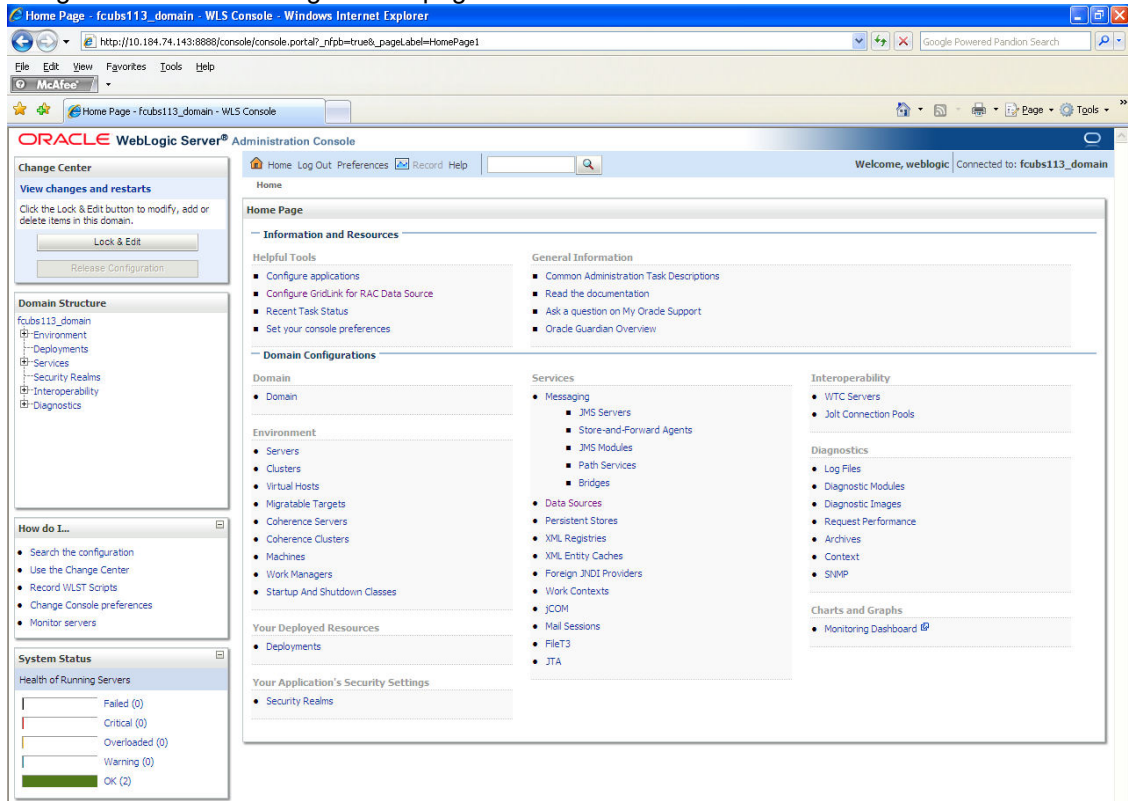 Home Page - fcubs113_domain - WLS Console - Windows Internet Explorer
http://10.184.74.143:8888/console/console.portal?_nfpb=true&_pageLabel=HomePage1
Google Powered Pandion Search
File Edit View Favorites Tools Help
McAfee
Home Page - fcubs113_domain - WLS Console
Page Tools
ORACLE WebLogic Server® Administration Console
Change Center
View changes and restarts
Click the Lock & Edit button to modify, add or
delete items in this domain.
Lock & Edit
Release Configuration
Domain Structure
fcubs113_domain
Environment
Deployments
Services
Security Realms
Interoperability
Diagnostics
How do I...
Search the configuration
Use the Change Center
Record WLST Scripts
Change Console preferences
Monitor servers
System Status
Health of Running Servers
Failed (0)
Critical (0)
Overloaded (0)
Warning (0)
OK (2)
Home Log Out Preferences Record Help
Welcome, weblogic Connected to: fcubs113_domain
Home
Home Page
Information and Resources
Helpful Tools
Configure applications
Configure GridLink for RAC Data Source
Recent Task Status
Set your console preferences
General Information
Common Administration Task Descriptions
Read the documentation
Ask a question on My Oracle Support
Oracle Guardian Overview
Domain Configurations
Domain
Domain
Environment
Servers
Clusters
Virtual Hosts
Migratable Targets
Coherence Servers
Coherence Clusters
Machines
Work Managers
Startup And Shutdown Classes
Your Deployed Resources
Deployments
Your Application's Security Settings
Security Realms
Services
Messaging
JMS Servers
Store-and-Forward Agents
JMS Modules
Path Services
Bridges
Data Sources
Persistent Stores
XML Registries
XML Entity Caches
Foreign JNDI Providers
Work Contexts
jCOM
Mail Sessions
FileT3
JTA
Interoperability
WTC Servers
Jolt Connection Pools
Diagnostics
Log Files
Diagnostic Modules
Diagnostic Images
Request Performance
Archives
Context
SNMP
Charts and Graphs
Monitoring Dashboard